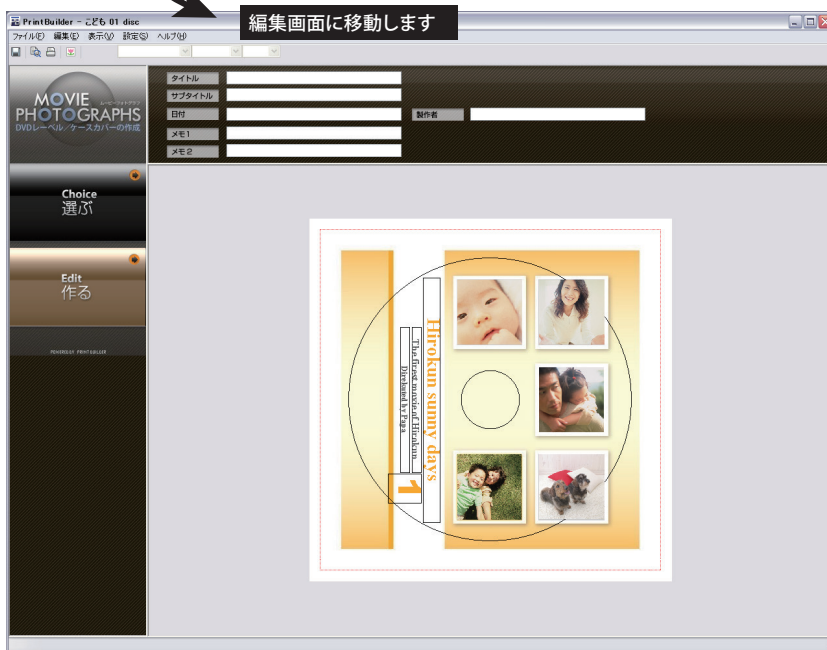 編集画面に移動します
PrintBuilder - こども 01 disc
ファイル(F) 編集(E) 表示(V) 設定(S) ヘルプ(H)
MOVIE
ムービーフォトグラフ
PHOTOGRAPHS
DVDレーベル/ケースカバーの作成
タイトル
サブタイトル
日付
製作者
メモ1
メモ2
Choice
選ぶ
Edit
作る
POWERED BY PRINTBUILDER
Hirokun sunny days
The firest movie of Hirokun
Direbuted by Papa
1